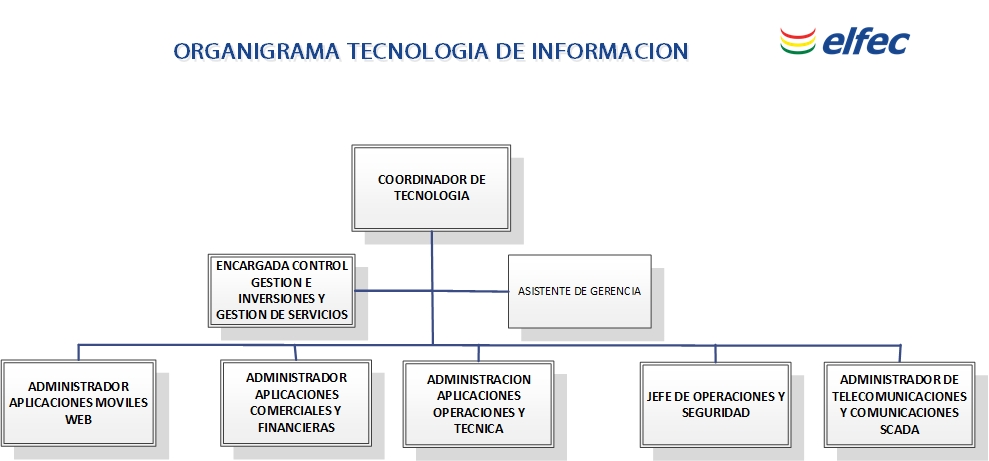 ORGANIGRAMA TECNOLOGIA DE INFORMACION
elfec
COORDINADOR DE
TECNOLOGIA
ENCARGADA CONTROL
GESTION E
INVERSIONES Y
GESTION DE SERVICIOS
ASISTENTE DE GERENCIA
ADMINISTRADOR
APLICACIONES MOVILES
WEB
ADMINISTRADOR
APLICACIONES
COMERCIALES Y
FINANCIERAS
ADMINISTRACION
APLICACIONES
OPERACIONES Y
TECNICA
JEFE DE OPERACIONES Y
SEGURIDAD
ADMINISTRADOR DE
TELECOMUNICACIONES
Y COMUNICACIONES
SCADA